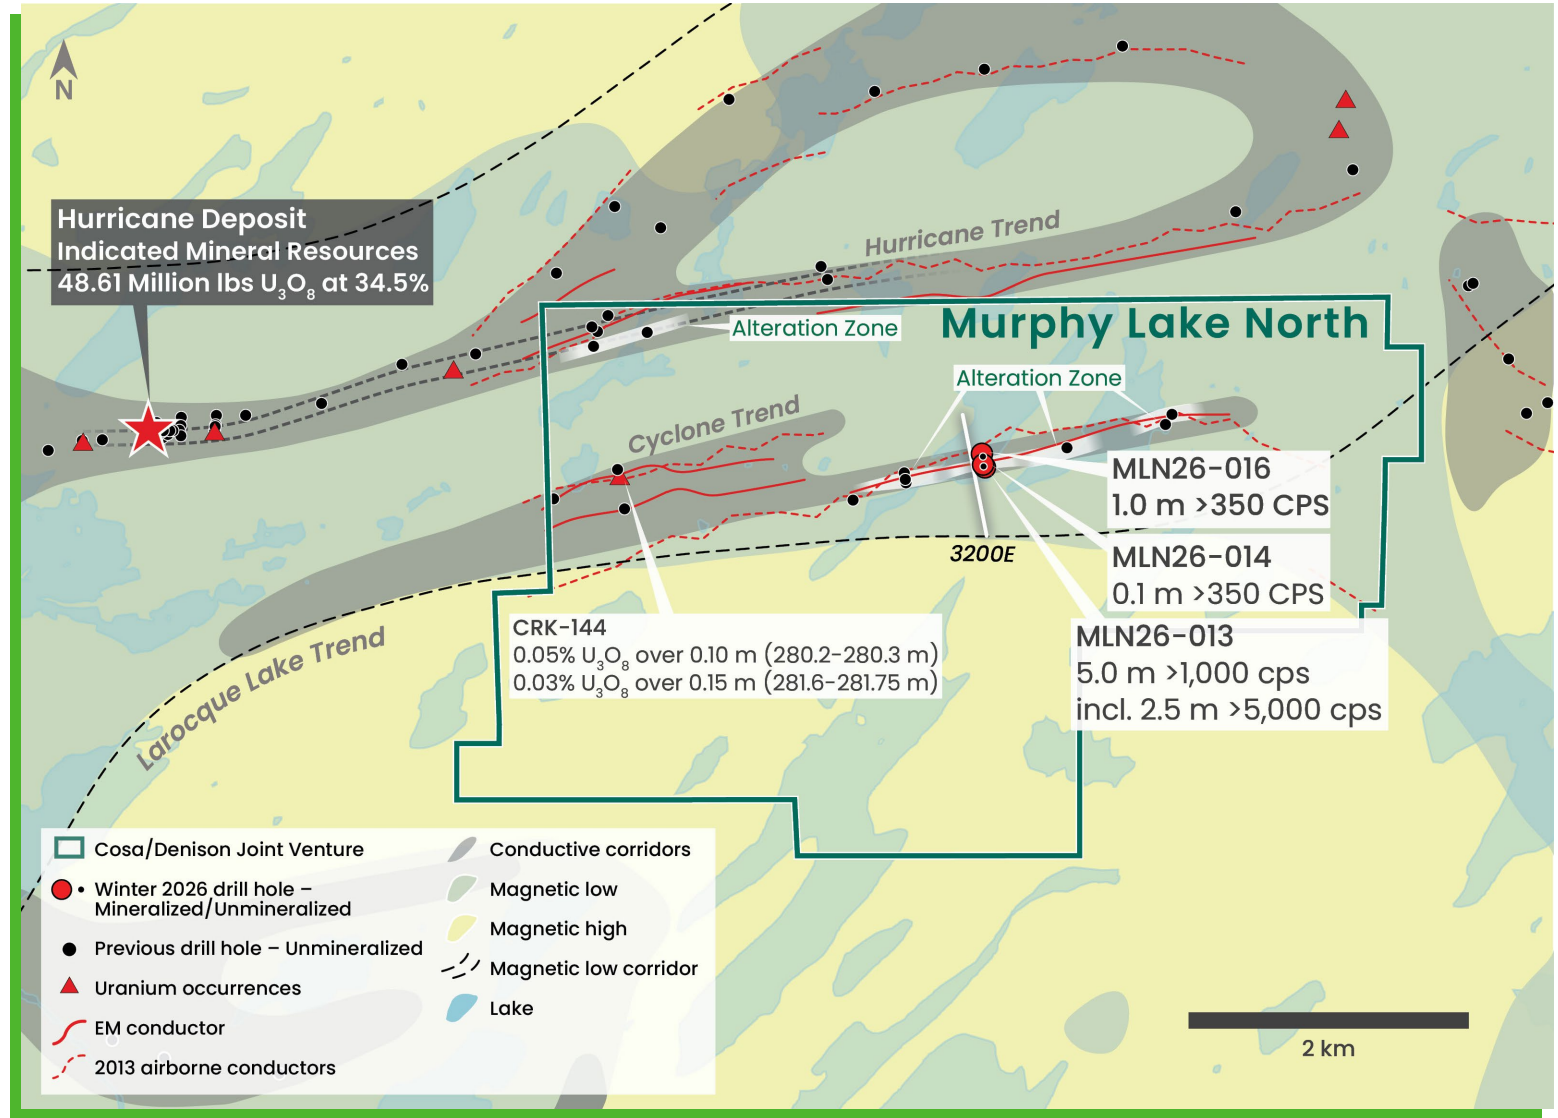 N
Hurricane Deposit
Indicated Mineral Resources
48.61 Million lbs U₃O₈ at 34.5%
Hurricane Trend
Alteration Zone
Murphy Lake North
Alteration Zone
Cyclone Trend
MLN26-016
1.0 m >350 CPS
3200E
MLN26-014
0.1 m >350 CPS
CRK-144
0.05% U₃O₈ over 0.10 m (280.2-280.3 m)
0.03% U₃O₈ over 0.15 m (281.6-281.75 m)
MLN26-013
5.0 m >1,000 cps
incl. 2.5 m >5,000 cps
Larocque Lake Trend
Cosa/Denison Joint Venture
Winter 2026 drill hole –
Mineralized/Unmineralized
Previous drill hole – Unmineralized
Uranium occurrences
EM conductor
2013 airborne conductors
Conductive corridors
Magnetic low
Magnetic high
Magnetic low corridor
Lake
2 km